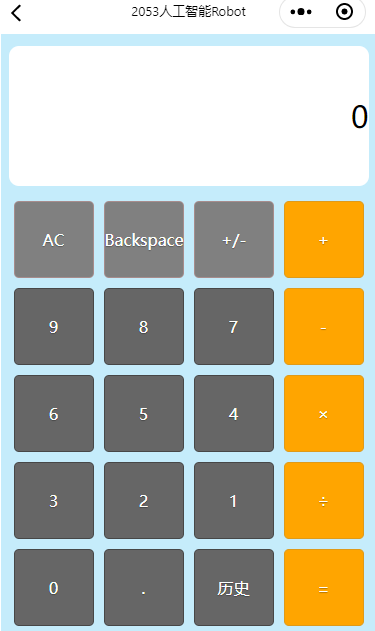 2053人工智能Robot
0
AC Backspace +/- +
9 8 7 -
6 5 4 ×
3 2 1 ÷
0 . 历史 =